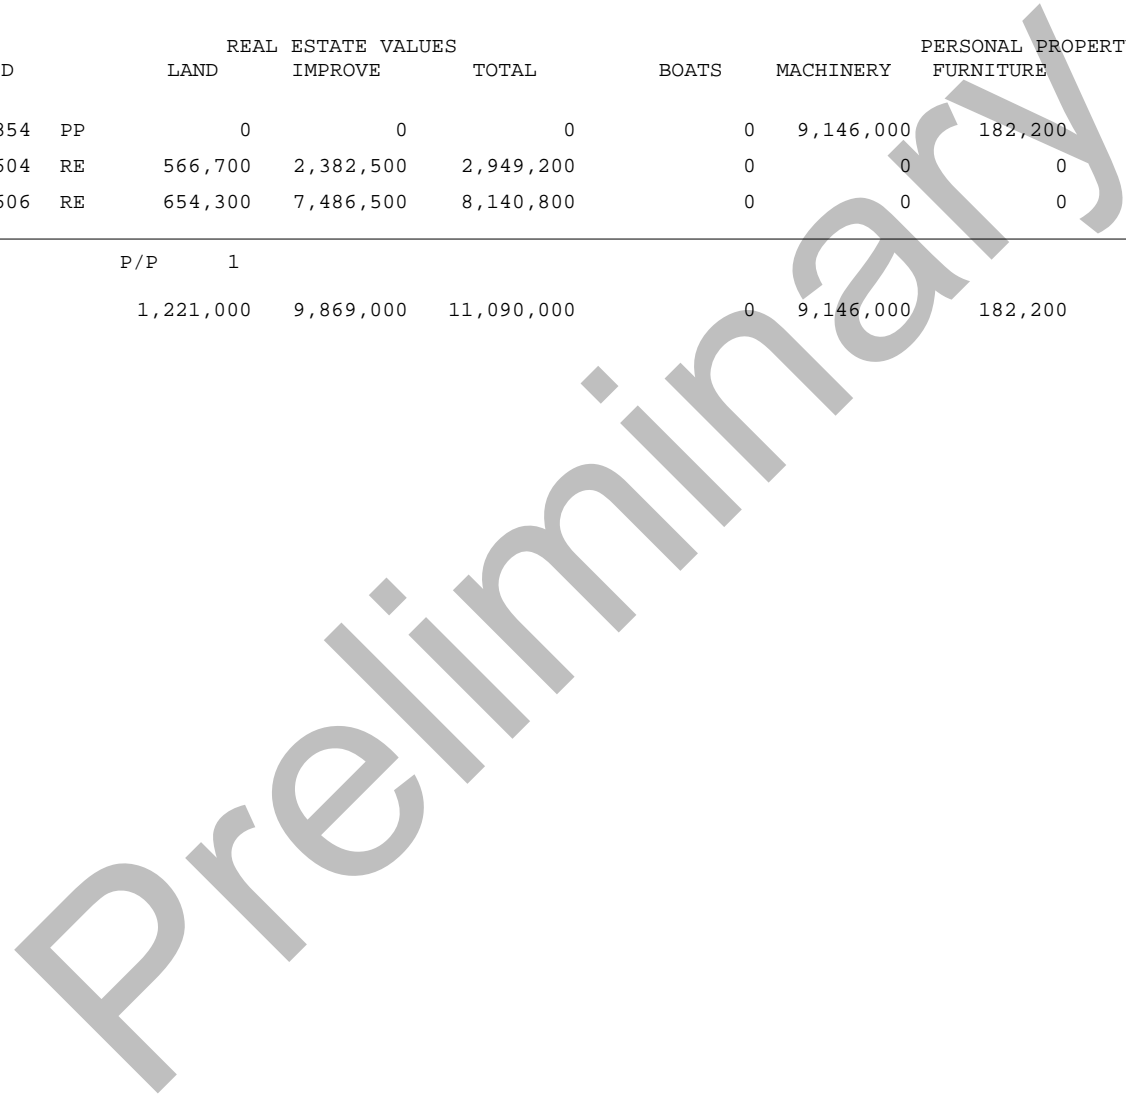 REAL ESTATE VALUES PERSONAL PROPERT
D LAND IMPROVE TOTAL BOATS MACHINERY FURNITURE
854 PP 0 0 0 0 9,146,000 182,200
504 RE 566,700 2,382,500 2,949,200 0 0 0
506 RE 654,300 7,486,500 8,140,800 0 0 0
P/P 1
1,221,000 9,869,000 11,090,000 0 9,146,000 182,200
Preliminary